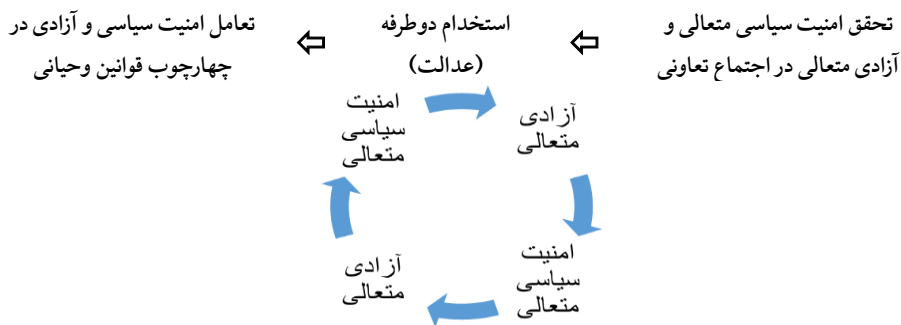 تحقق امنیت سیاسی متعالی و
آزادی متعالی در اجتماع تعاونی
استخدام دوطرفه
(عدالت)
تعامل امنیت سیاسی و آزادی در
چهارچوب قوانین وحیانی
آزادی
متعالی
امنیت
سیاسی
متعالی
آزادی
متعالی
امنیت
سیاسی
متعالی